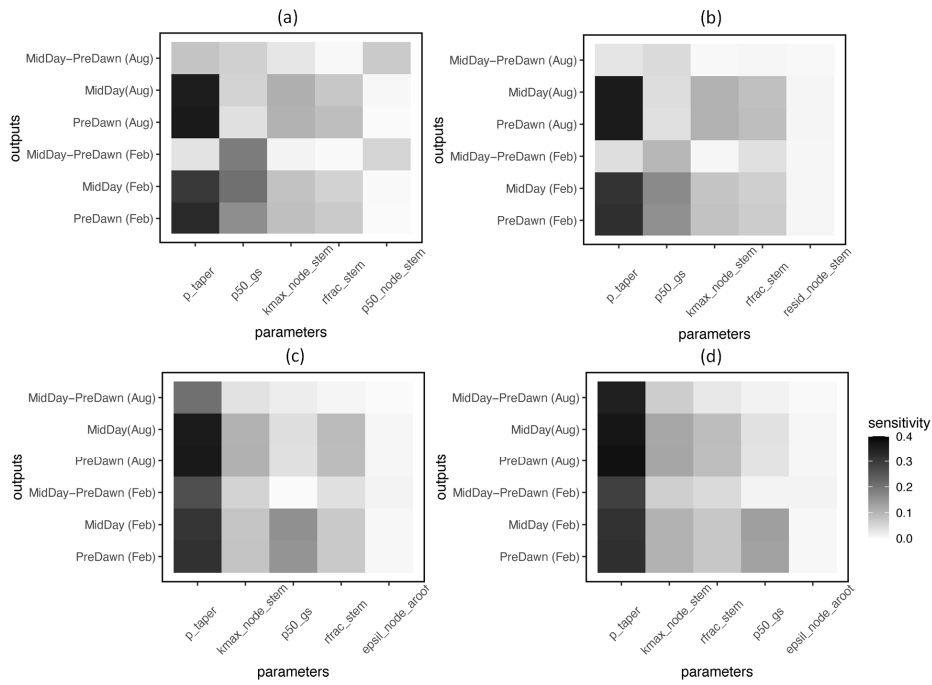 (a)
outputs
MidDay−PreDawn (Aug)
MidDay(Aug)
PreDawn (Aug)
MidDay−PreDawn (Feb)
MidDay (Feb)
PreDawn (Feb)
p_taper
p50_gs
kmax_node_stem
rfrac_stem
p50_node_stem
parameters
(b)
outputs
MidDay−PreDawn (Aug)
MidDay(Aug)
PreDawn (Aug)
MidDay−PreDawn (Feb)
MidDay (Feb)
PreDawn (Feb)
p_taper
p50_gs
kmax_node_stem
rfrac_stem
resid_node_stem
parameters
(c)
outputs
MidDay−PreDawn (Aug)
MidDay(Aug)
PreDawn (Aug)
MidDay−PreDawn (Feb)
MidDay (Feb)
PreDawn (Feb)
p_taper
kmax_node_stem
p50_gs
rfrac_stem
epsil_node_aroot
parameters
(d)
outputs
MidDay−PreDawn (Aug)
MidDay(Aug)
PreDawn (Aug)
MidDay−PreDawn (Feb)
MidDay (Feb)
PreDawn (Feb)
p_taper
kmax_node_stem
rfrac_stem
p50_gs
epsil_node_aroot
parameters
sensitivity
0.4
0.3
0.2
0.1
0.0